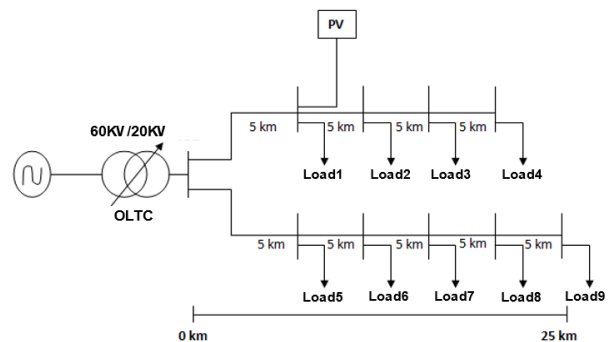 PV
5 km 5 km 5 km 5 km
60KV/20KV
Load1 Load2 Load3 Load4
OLTC
5 km 5 km 5 km 5 km 5 km
Load5 Load6 Load7 Load8 Load9
0 km 25 km